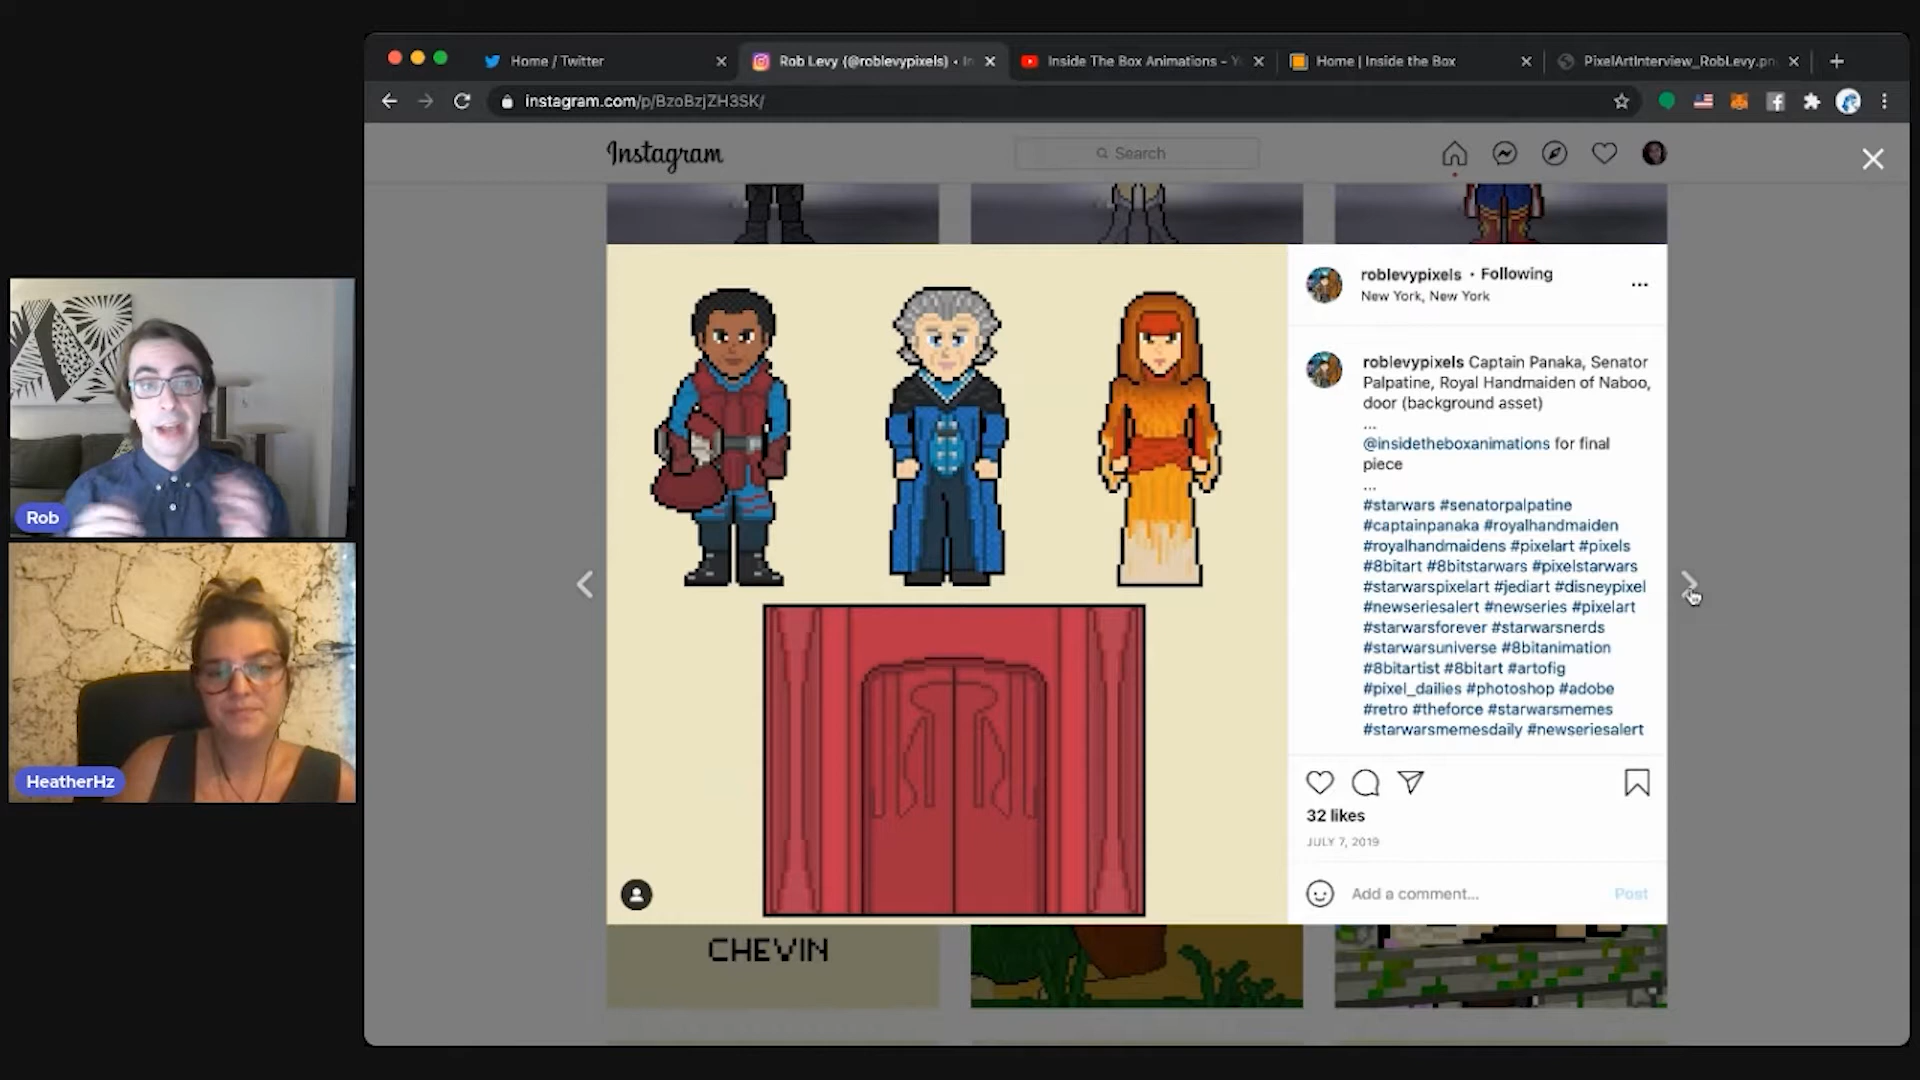 Home / Twitter
Rob Levy (@roblevypixels) • In
Inside The Box Animations - Y
Home | Inside the Box
PixelArtInterview_RobLevy.pn
instagram.com/p/BzoBzjZH3SK/
Instagram
Search
roblevypixels • Following
New York, New York
roblevypixels Captain Panaka, Senator
Palpatine, Royal Handmaiden of Naboo,
door (background asset)
...
@insidetheboxanimations for final
piece
...
#starwars #senatorpalpatine
#captainpanaka #royalhandmaiden
#royalhandmaidens #pixelart #pixels
#8bitart #8bitstarwars #pixelstarwars
#starwarspixelart #jediart #disneypixel
#newseriesalert #newseries #pixelart
#starwarsforever #starwarsnerds
#starwarsuniverse #8bitanimation
#8bitartist #8bitart #artofig
#pixel_dailies #photoshop #adobe
#retro #theforce #starwarsmemes
#starwarsmemesdaily #newseriesalert
32 likes
JULY 7, 2019
Add a comment...
Post
CHEVIN
Rob
HeatherHz